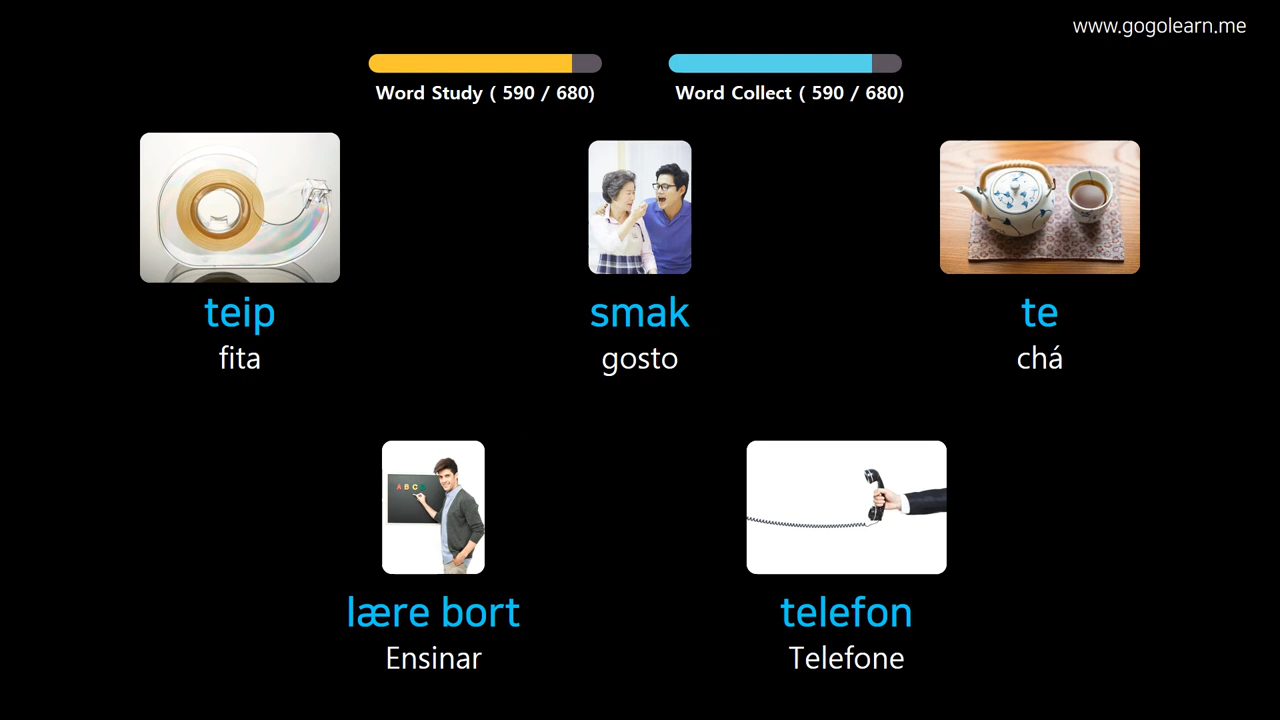 www.gogolearn.me
Word Study ( 590 / 680)
Word Collect ( 590 / 680)
teip
fita
smak
gosto
te
chá
A B C
lære bort
Ensinar
telefon
Telefone